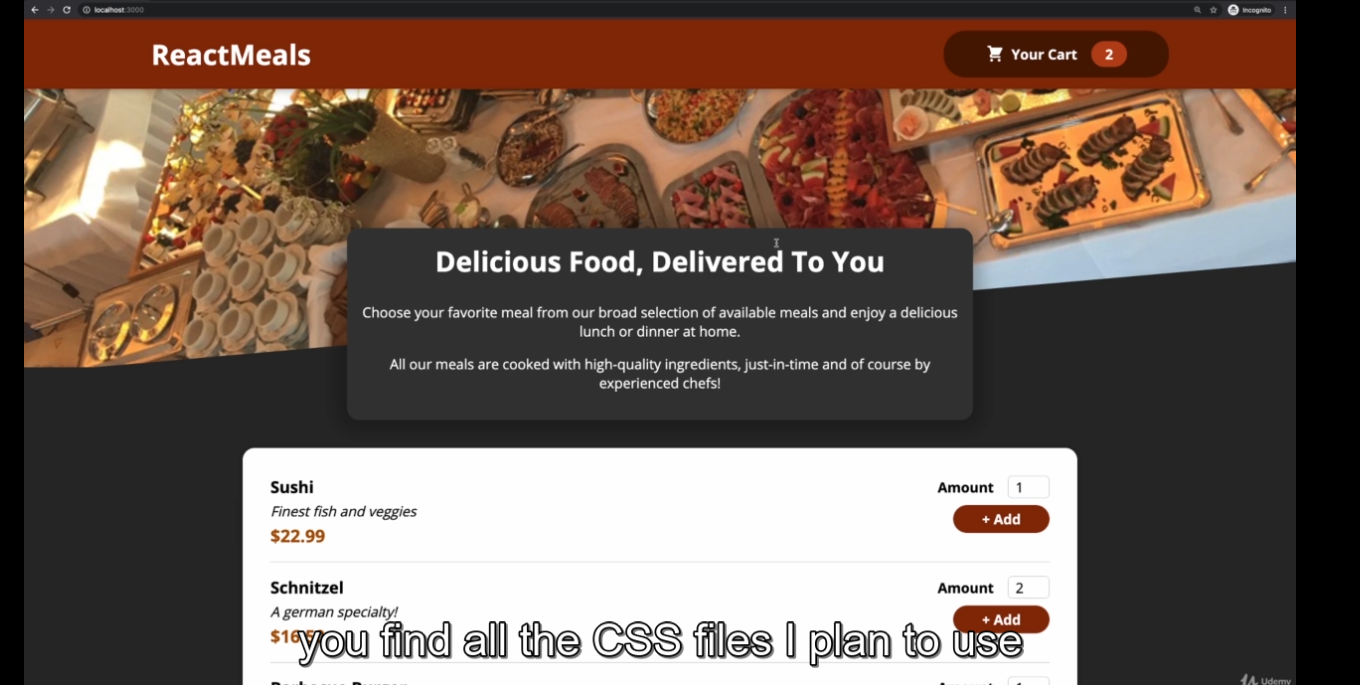 localhost:3000
Incognito
ReactMeals
Your Cart 2
Delicious Food, Delivered To You
Choose your favorite meal from our broad selection of available meals and enjoy a delicious
lunch or dinner at home.
All our meals are cooked with high-quality ingredients, just-in-time and of course by
experienced chefs!
Sushi
Amount 1
Finest fish and veggies
+ Add
$22.99
Schnitzel
Amount 2
A german specialty!
+ Add
you find all the CSS files I plan to use
Udemy